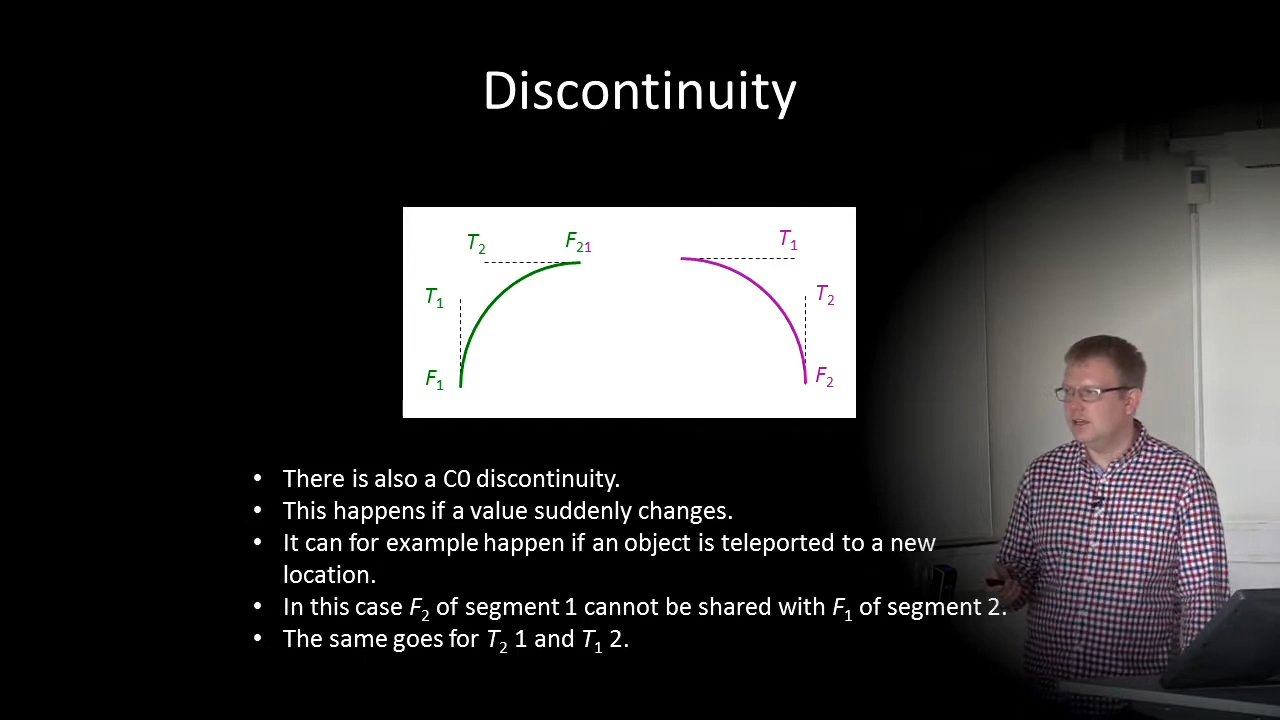 Discontinuity
T2 F21 T1
T1 T2
F1 F2
• There is also a C0 discontinuity.
• This happens if a value suddenly changes.
• It can for example happen if an object is teleported to a new
location.
• In this case F2 of segment 1 cannot be shared with F1 of segment 2.
• The same goes for T2 1 and T1 2.